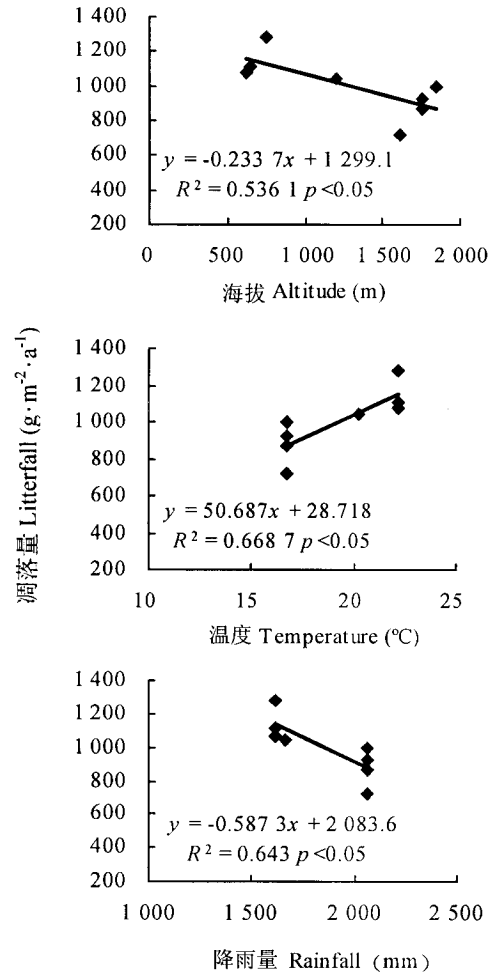 凋落量 Litterfall (g·m⁻²·a⁻¹)
1 400
1 200
1 000
800
600
400
200
y = -0.233 7x + 1 299.1
R² = 0.536 1 p<0.05
0 500 1 000 1 500 2 000
海拔 Altitude (m)
1 400
1 200
1 000
800
600
400
200
y = 50.687x + 28.718
R² = 0.668 7 p<0.05
10 15 20 25
温度 Temperature (ºC)
1 400
1 200
1 000
800
600
400
200
y = -0.587 3x + 2 083.6
R² = 0.643 p<0.05
1 000 1 500 2 000 2 500
降雨量 Rainfall (mm)